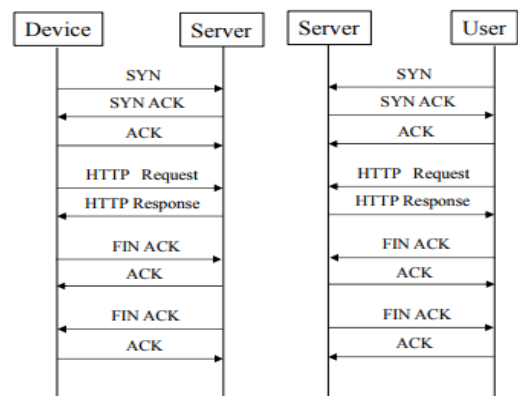 Device Server Server User
SYN SYN
SYN ACK SYN ACK
ACK ACK
HTTP Request HTTP Request
HTTP Response HTTP Response
FIN ACK FIN ACK
ACK ACK
FIN ACK FIN ACK
ACK ACK